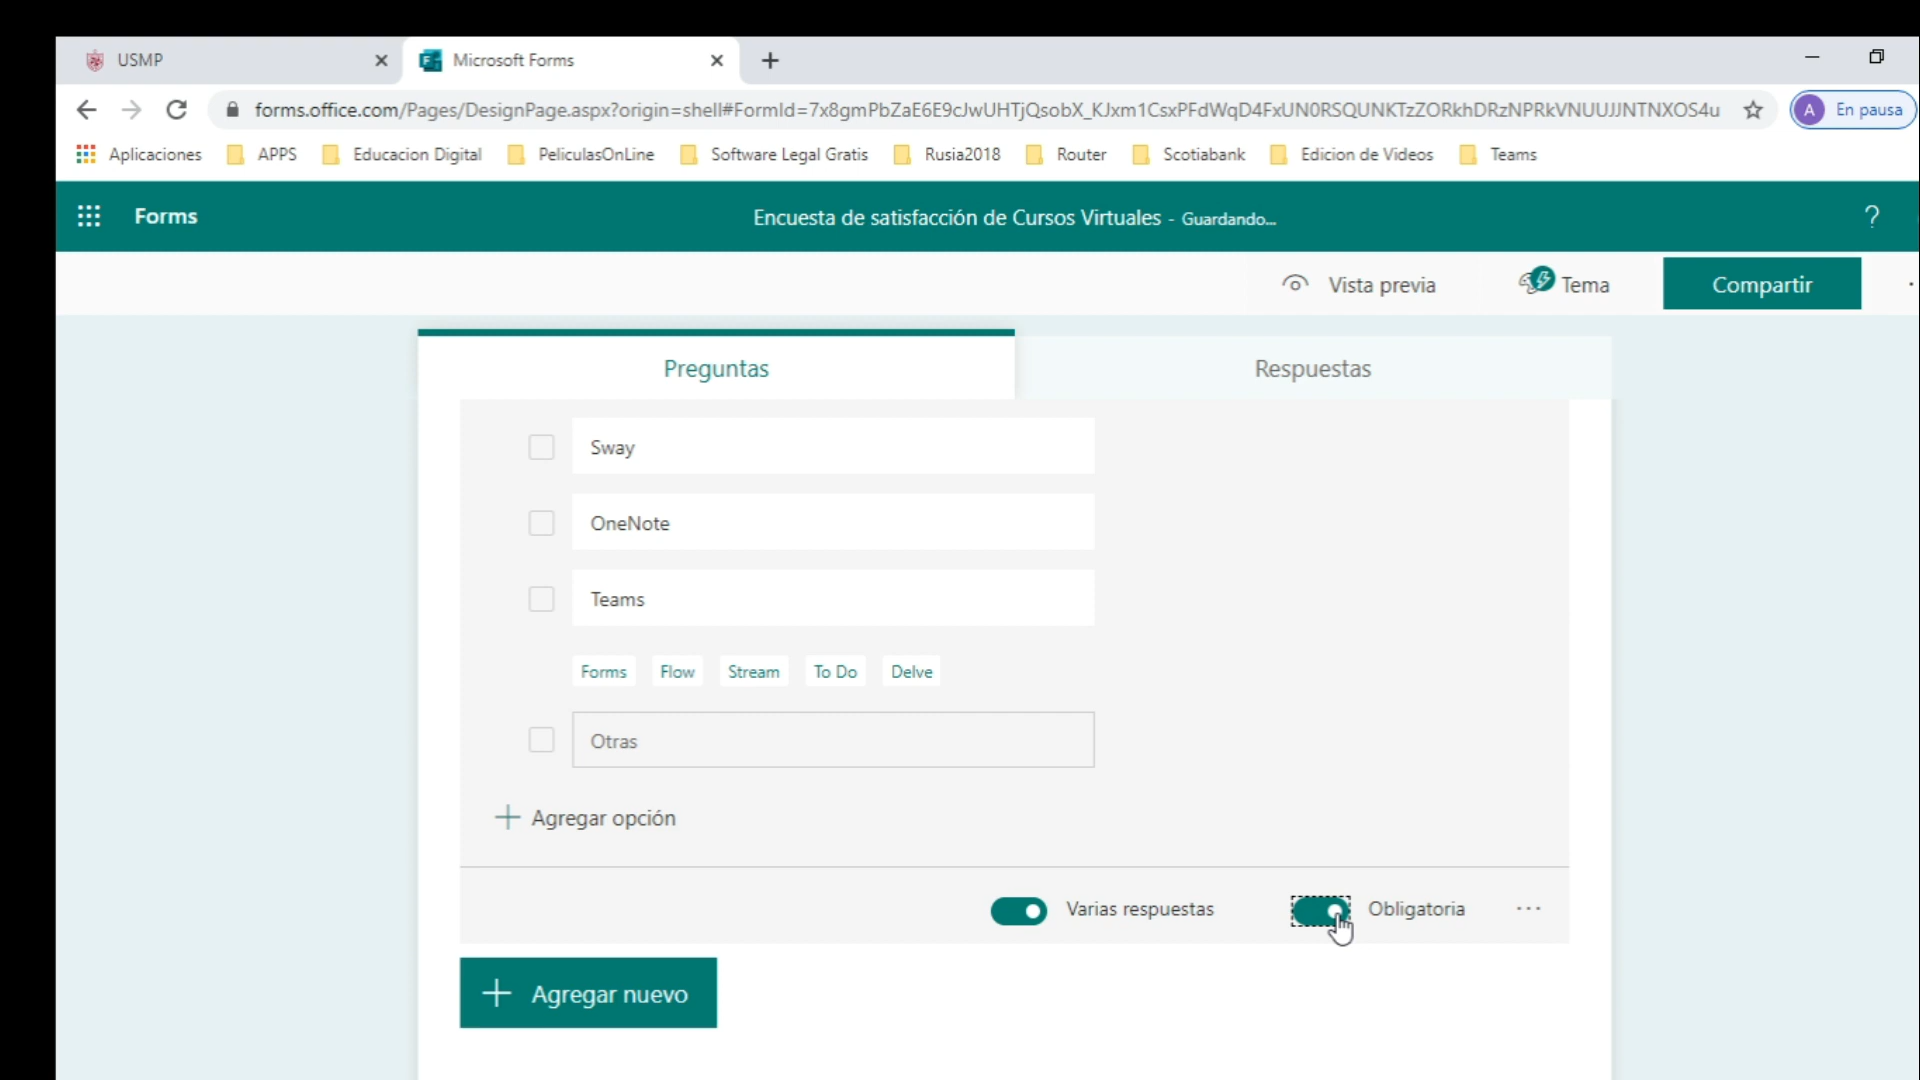 USMP
Microsoft Forms
forms.office.com/Pages/DesignPage.aspx?origin=shell#FormId=7x8gmPbZaE6E9cJwUHTjQsobX_KJxm1CsxPFdWqD4FxUN0RSQUNKTzZORkhDRzNPRkVNUUJJNTNXOS4u
A En pausa
Aplicaciones APPS Educacion Digital PeliculasOnLine Software Legal Gratis Rusia2018 Router Scotiabank Edicion de Videos Teams
Forms Encuesta de satisfacción de Cursos Virtuales - Guardando... ?
Vista previa Tema Compartir
Preguntas Respuestas
Sway
OneNote
Teams
Forms Flow Stream To Do Delve
Otras
Agregar opción
Varias respuestas Obligatoria ...
Agregar nuevo